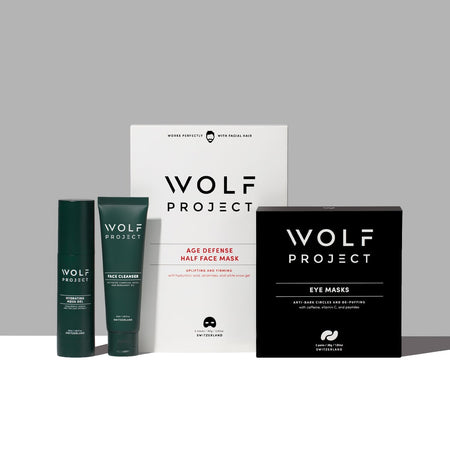 WORKS PERFECTLY WITH FACIAL HAIR
WOLF
PROJECT
AGE DEFENSE
HALF FACE MASK
UPLIFTING AND FIRMING
SWITZERLAND
WOLF
PROJECT
EYE MASKS
ANTI-DARK CIRCLES AND DE-PUFFING
with caffeine, vitamin C, and peptides
SWITZERLAND
WOLF
PROJECT
HYDRATING
AQUA GEL
SWITZERLAND
WOLF
PROJECT
FACE CLEANSER
SWITZERLAND